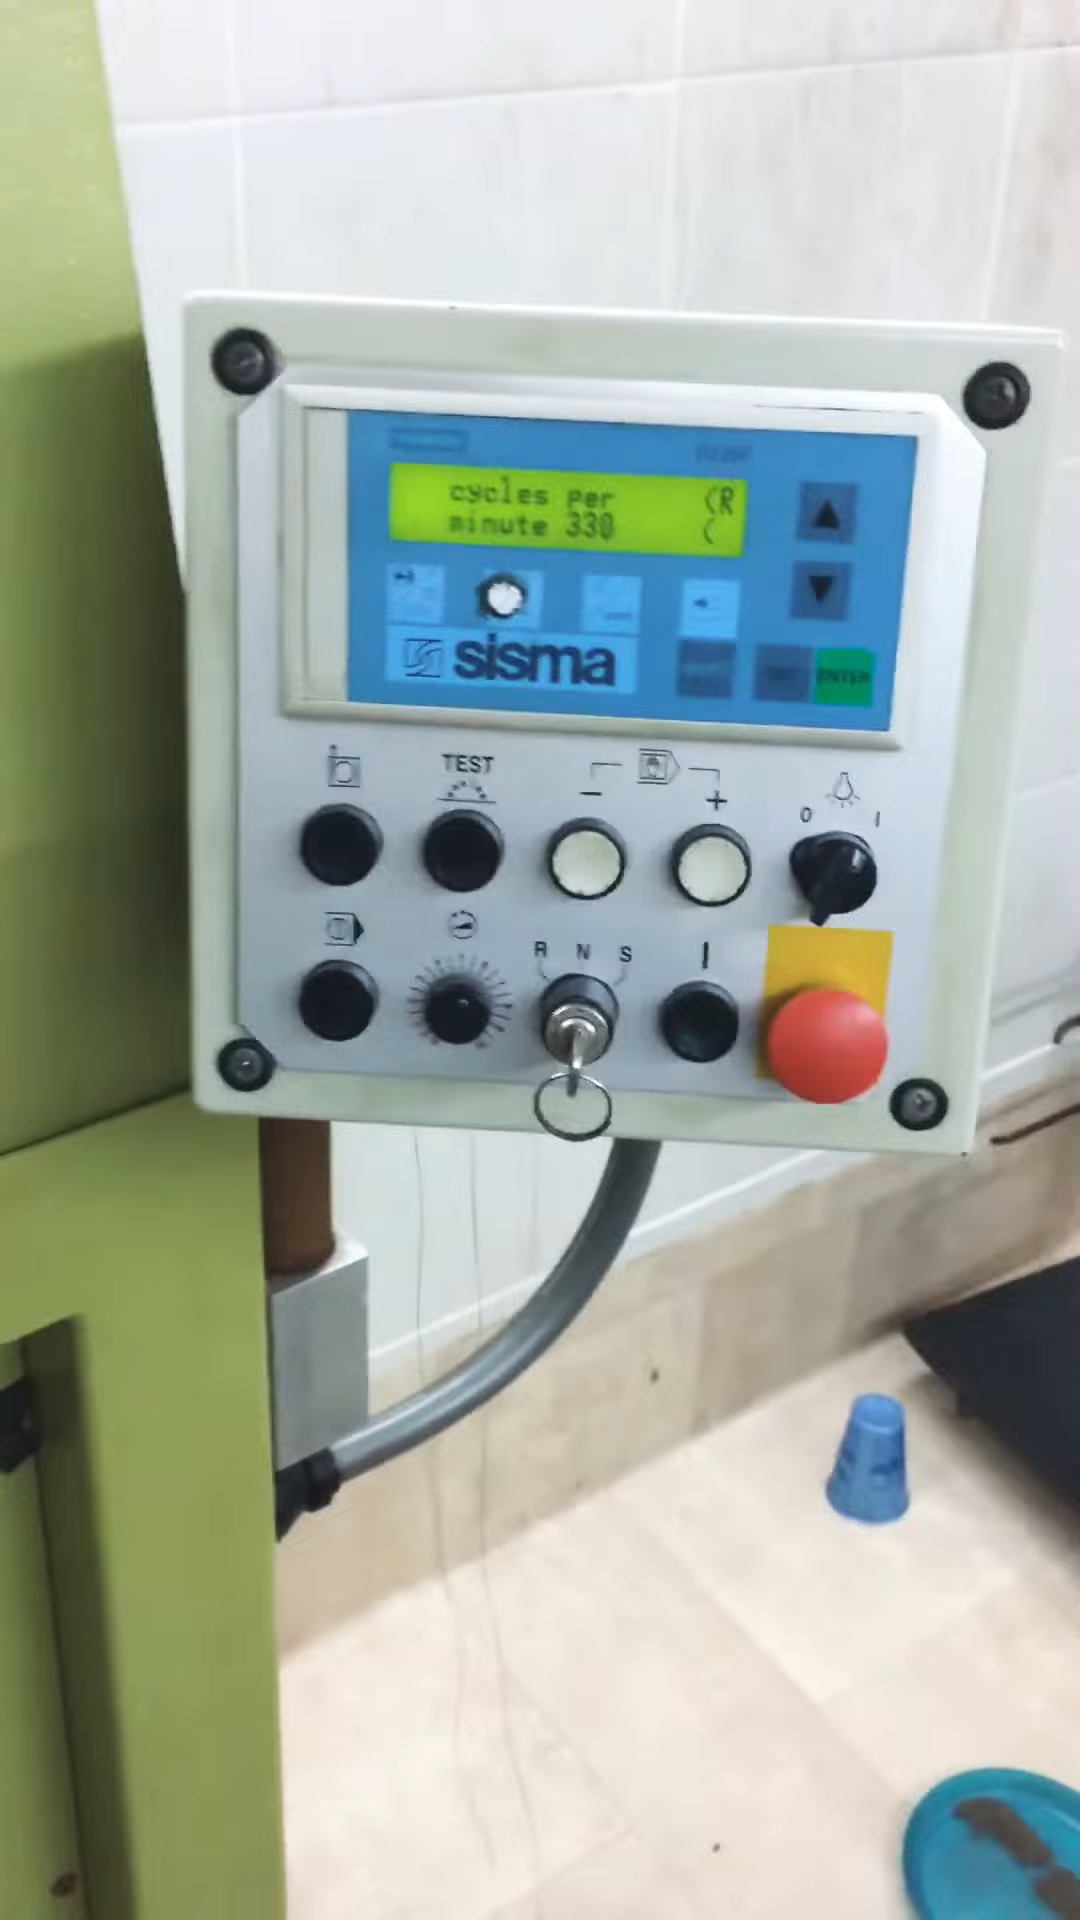 cycles per (R
minute 330 (
sisma
ENTER
TEST
- +
0 I
R N S
I